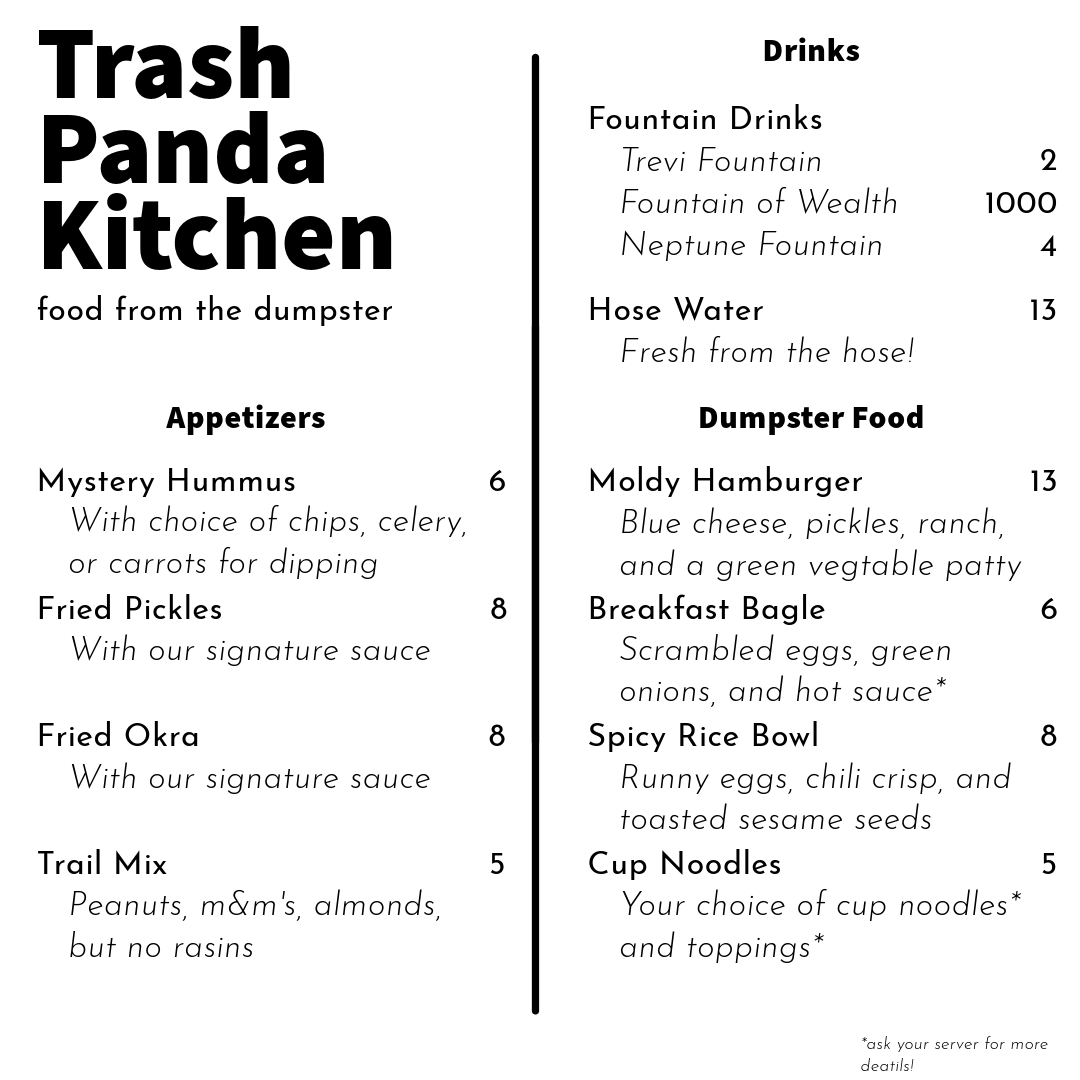 Trash
Panda
Kitchen
food from the dumpster
Appetizers
Mystery Hummus 6
With choice of chips, celery,
or carrots for dipping
Fried Pickles 8
With our signature sauce
Fried Okra 8
With our signature sauce
Trail Mix 5
Peanuts, m&m's, almonds,
but no rasins
Drinks
Fountain Drinks
Trevi Fountain 2
Fountain of Wealth 1000
Neptune Fountain 4
Hose Water 13
Fresh from the hose!
Dumpster Food
Moldy Hamburger 13
Blue cheese, pickles, ranch,
and a green vegtable patty
Breakfast Bagle 6
Scrambled eggs, green
onions, and hot sauce*
Spicy Rice Bowl 8
Runny eggs, chili crisp, and
toasted sesame seeds
Cup Noodles 5
Your choice of cup noodles*
and toppings*
*ask your server for more
deatils!